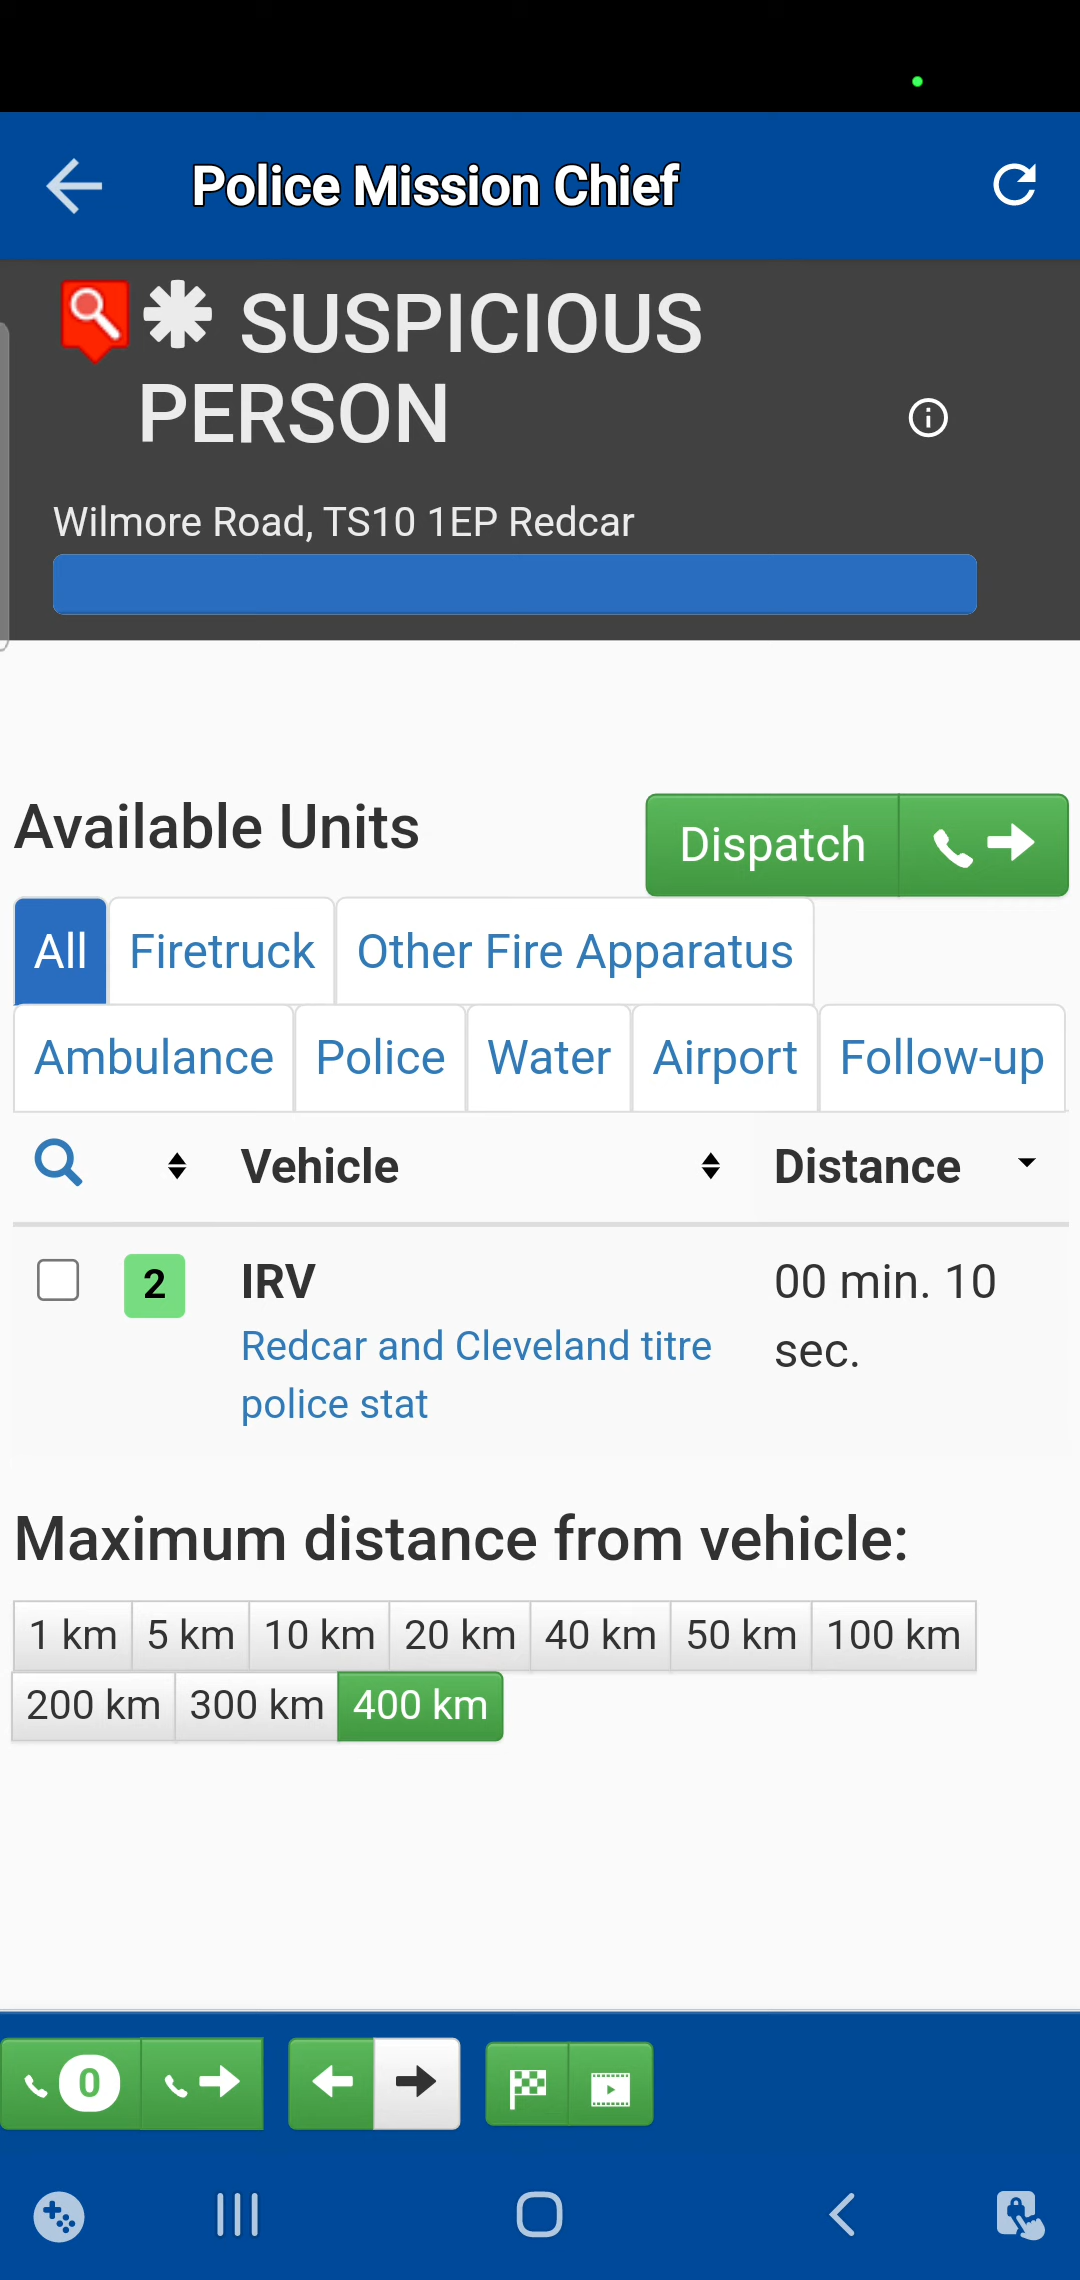 Police Mission Chief
SUSPICIOUS
PERSON
Wilmore Road, TS10 1EP Redcar
Available Units
Dispatch
All Firetruck Other Fire Apparatus
Ambulance Police Water Airport Follow-up
Vehicle Distance
2 IRV 00 min. 10
sec.
Redcar and Cleveland titre
police stat
Maximum distance from vehicle:
1 km 5 km 10 km 20 km 40 km 50 km 100 km
200 km 300 km 400 km
0